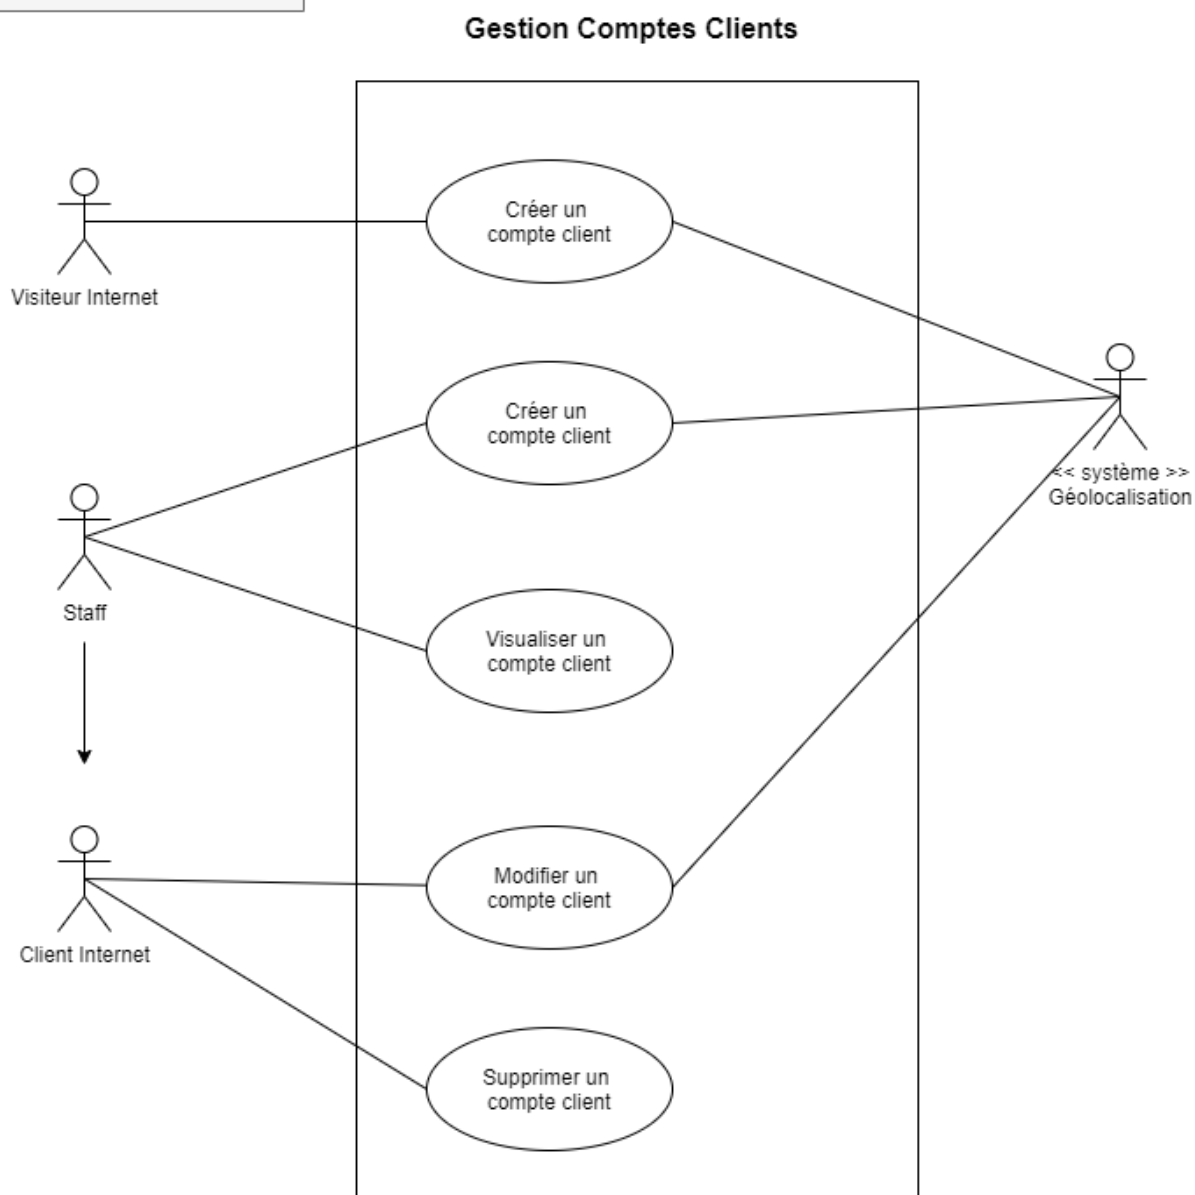 Gestion Comptes Clients
Créer un
compte client
Visiteur Internet
Créer un
compte client
<< système >>
Géolocalisation
Staff
Visualiser un
compte client
Modifier un
compte client
Client Internet
Supprimer un
compte client